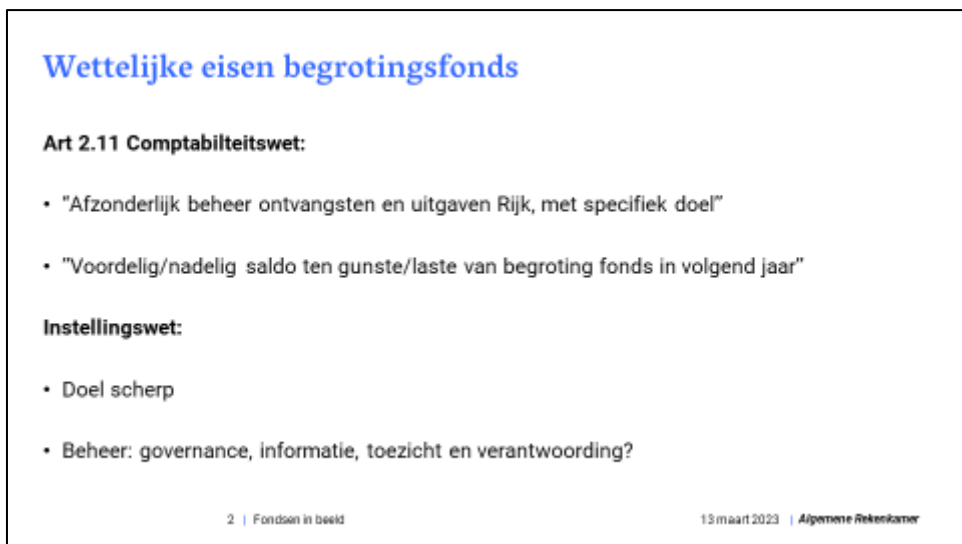 Wettelijke eisen begrotingsfonds
Art 2.11 Comptabilteitswet:
• "Afzonderlijk beheer ontvangsten en uitgaven Rijk, met specifiek doel"
• "Voordelig/nadelig saldo ten gunste/laste van begroting fonds in volgend jaar"
Instellingswet:
• Doel scherp
• Beheer: governance, informatie, toezicht en verantwoording?
2 | Fondsen in beeld
13 maart 2023 | Algemene Rekenkamer